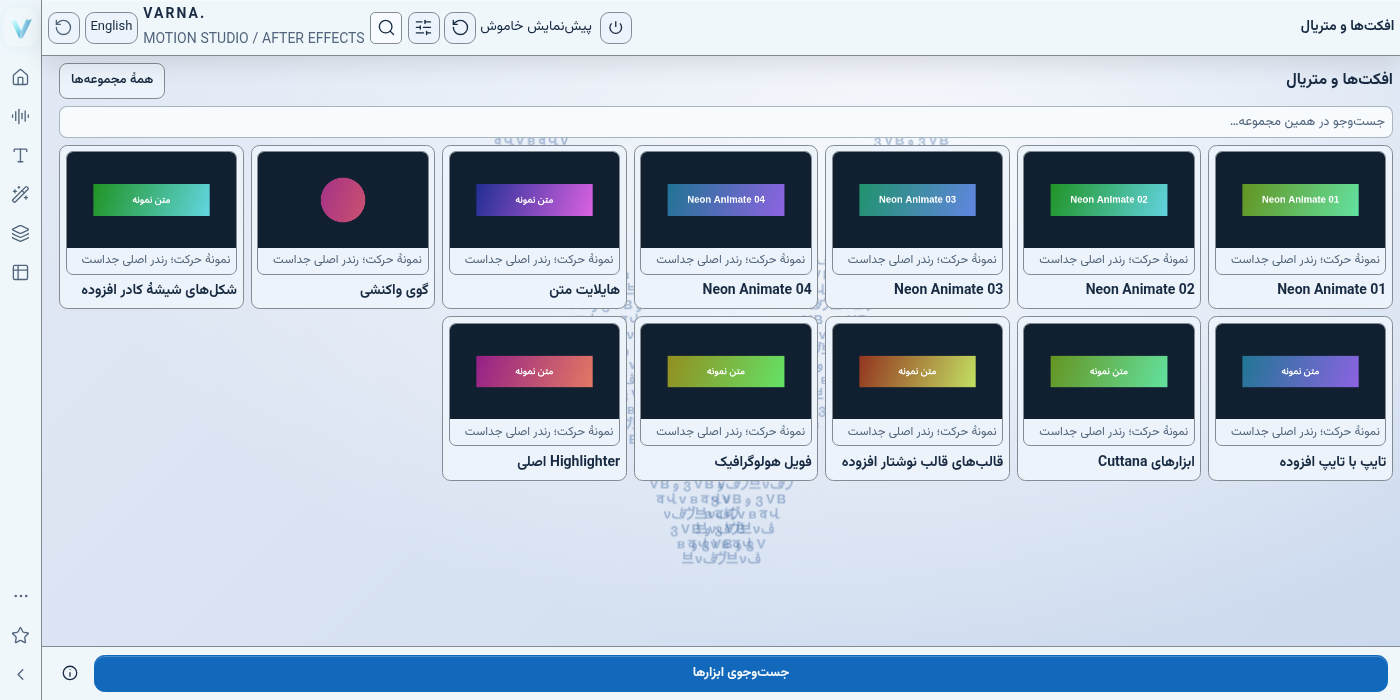 افکت‌ها و متریال
پیش‌نمایش خاموش
VARNA.
MOTION STUDIO / AFTER EFFECTS
English
افکت‌ها و متریال
همهٔ مجموعه‌ها
جست‌وجو در همین مجموعه…
Neon Animate 01
نمونهٔ حرکت؛ رندر اصلی جداست
Neon Animate 01
Neon Animate 02
نمونهٔ حرکت؛ رندر اصلی جداست
Neon Animate 02
Neon Animate 03
نمونهٔ حرکت؛ رندر اصلی جداست
Neon Animate 03
Neon Animate 04
نمونهٔ حرکت؛ رندر اصلی جداست
Neon Animate 04
متن نمونه
نمونهٔ حرکت؛ رندر اصلی جداست
هایلایت متن
نمونهٔ حرکت؛ رندر اصلی جداست
گوی واکنشی
متن نمونه
نمونهٔ حرکت؛ رندر اصلی جداست
شکل‌های شیشهٔ کادر افزوده
متن نمونه
نمونهٔ حرکت؛ رندر اصلی جداست
تایپ با تایپ افزوده
متن نمونه
نمونهٔ حرکت؛ رندر اصلی جداست
ابزارهای Cuttana
متن نمونه
نمونهٔ حرکت؛ رندر اصلی جداست
قالب‌های قالب نوشتار افزوده
متن نمونه
نمونهٔ حرکت؛ رندر اصلی جداست
فویل هولوگرافیک
متن نمونه
نمونهٔ حرکت؛ رندر اصلی جداست
Highlighter اصلی
جست‌وجوی ابزارها